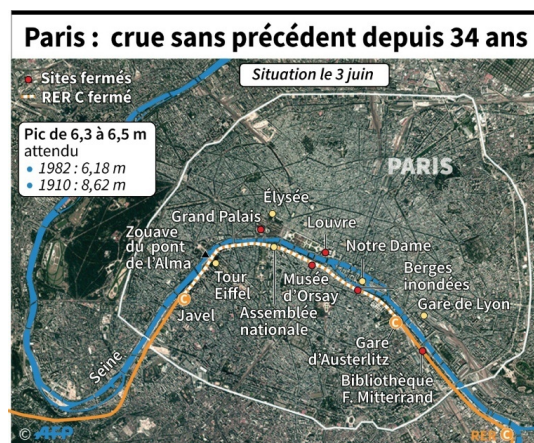 Paris : crue sans précédent depuis 34 ans
Situation le 3 juin
Sites fermés
RER C fermé
Pic de 6,3 à 6,5 m
attendu
• 1982 : 6,18 m
• 1910 : 8,62 m
PARIS
Élysée
Grand Palais
Louvre
Zouave
du pont
de l'Alma
Notre Dame
Berges
inondées
Tour
Eiffel
Musée
d'Orsay
Gare de Lyon
Javel
Assemblée
nationale
C
C
Seine
Gare
d'Austerlitz
Bibliothèque
F. Mitterrand
© AFP
RER C